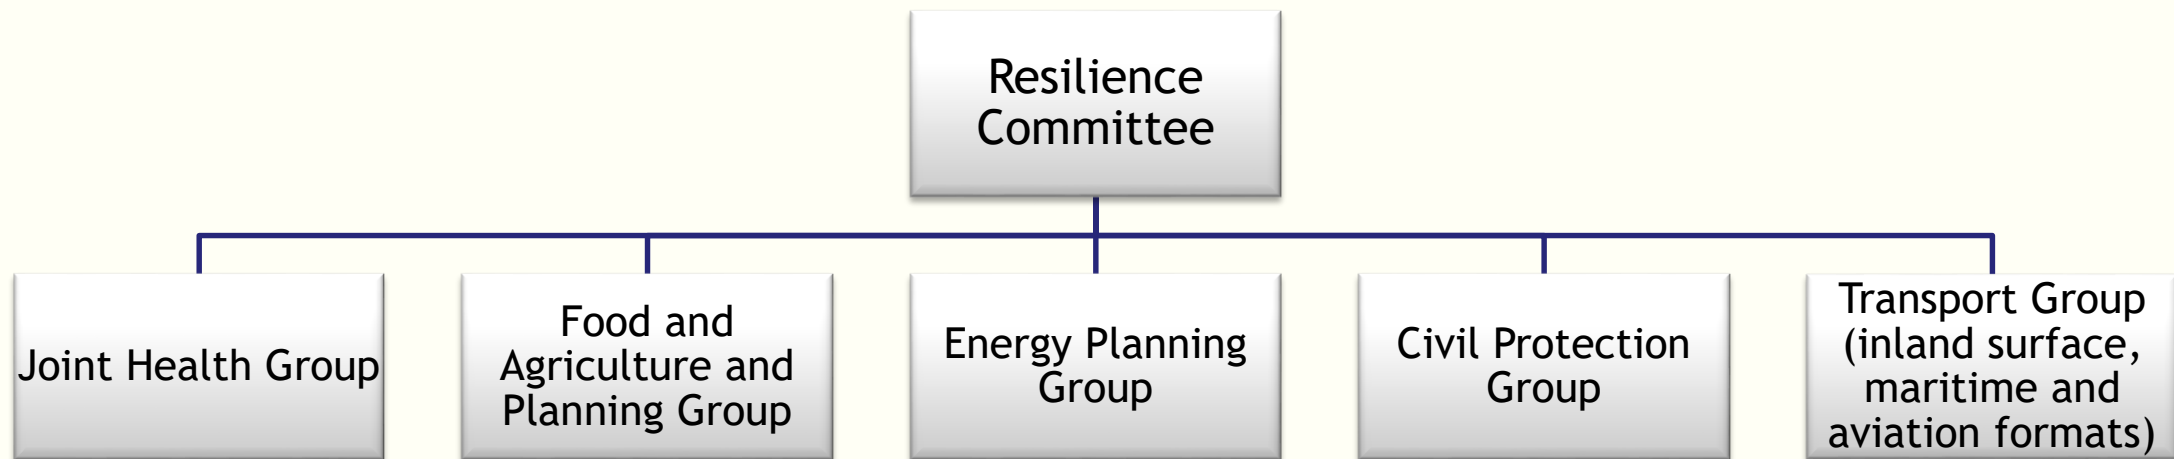 Resilience
Committee
Joint Health Group
Food and
Agriculture and
Planning Group
Energy Planning
Group
Civil Protection
Group
Transport Group
(inland surface,
maritime and
aviation formats)